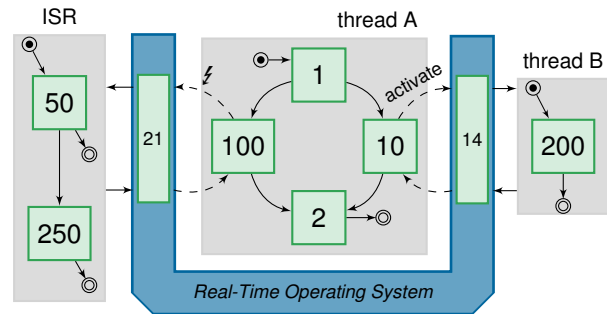 ISR
thread A
thread B
activate
50
250
21
1
100
10
2
14
200
Real-Time Operating System